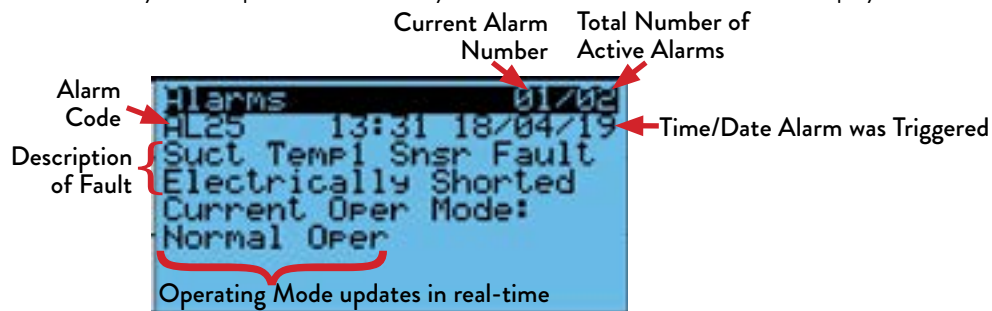 Current Alarm Number
Total Number of Active Alarms
Alarm Code
Description of Fault
Alarms 01/02
AL25 13:31 18/04/19
Time/Date Alarm was Triggered
Suct Temp1 Snsr Fault
Electrically Shorted
Current Oper Mode:
Normal Oper
Operating Mode updates in real-time